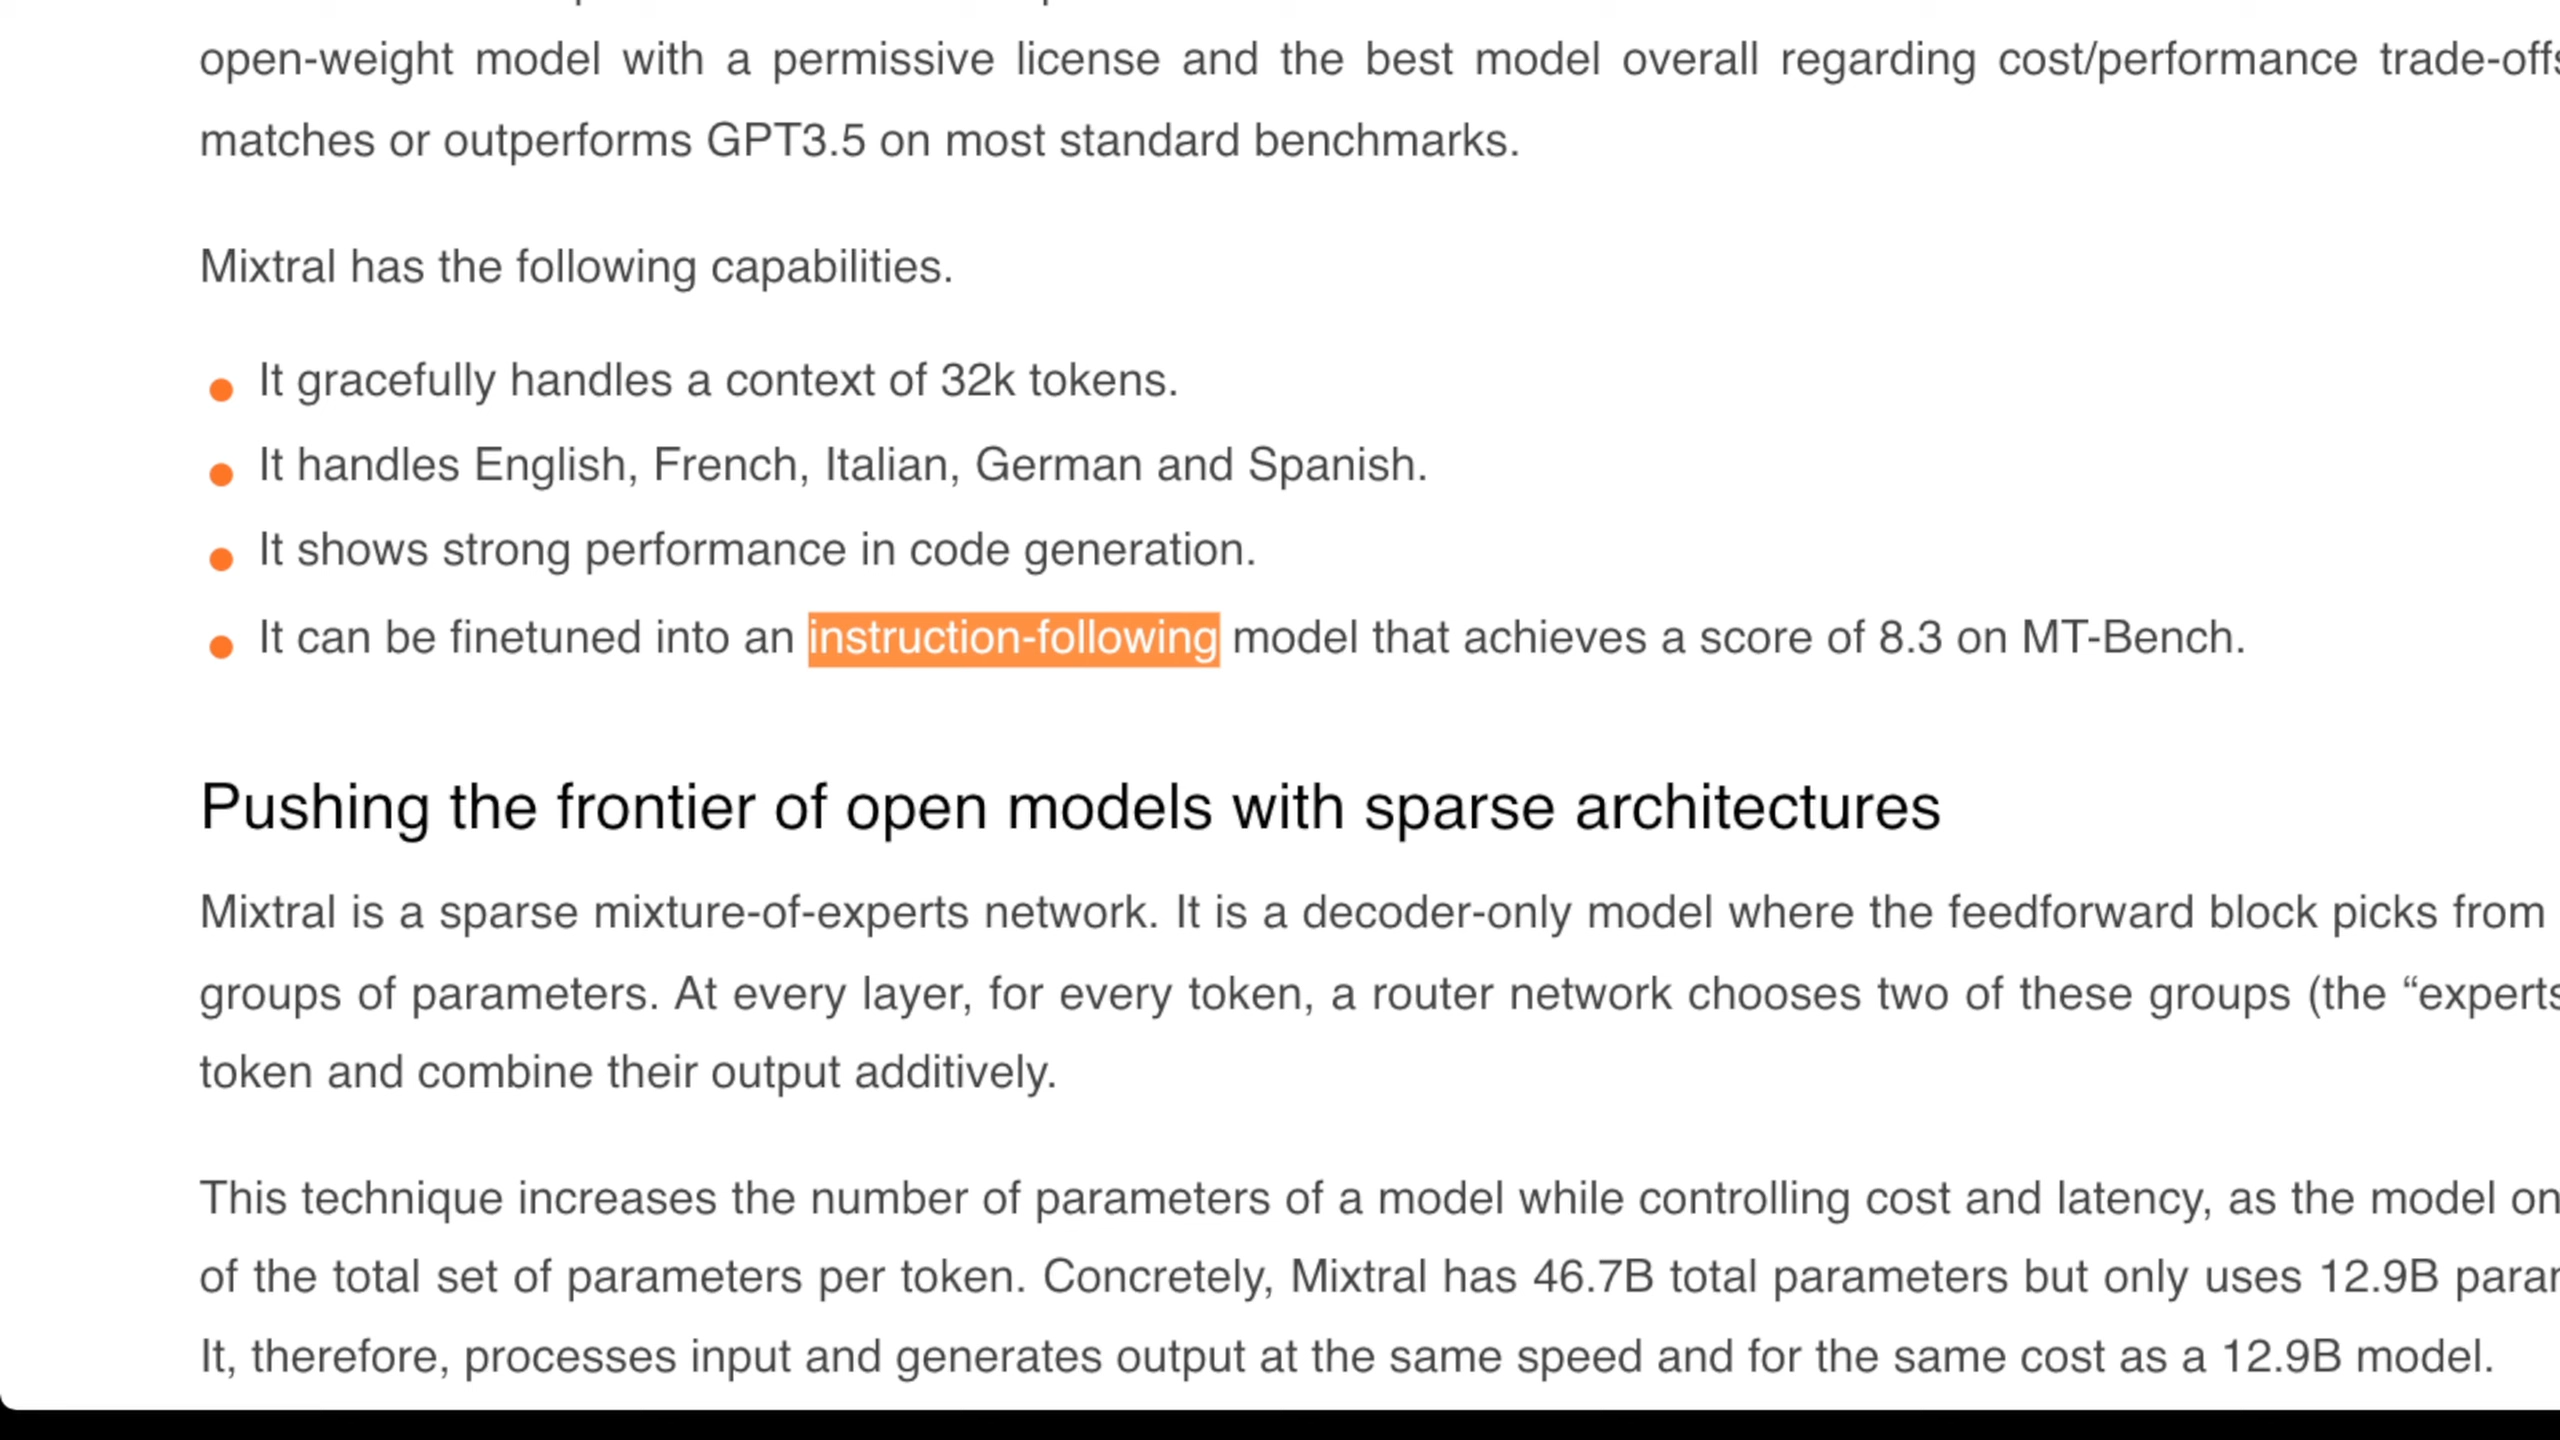 open-weight model with a permissive license and the best model overall regarding cost/performance trade-offs
matches or outperforms GPT3.5 on most standard benchmarks.
Mixtral has the following capabilities.
It gracefully handles a context of 32k tokens.
It handles English, French, Italian, German and Spanish.
It shows strong performance in code generation.
It can be finetuned into an instruction-following model that achieves a score of 8.3 on MT-Bench.
Pushing the frontier of open models with sparse architectures
Mixtral is a sparse mixture-of-experts network. It is a decoder-only model where the feedforward block picks from
groups of parameters. At every layer, for every token, a router network chooses two of these groups (the “experts
token and combine their output additively.
This technique increases the number of parameters of a model while controlling cost and latency, as the model on
of the total set of parameters per token. Concretely, Mixtral has 46.7B total parameters but only uses 12.9B
It, therefore, processes input and generates output at the same speed and for the same cost as a 12.9B model.